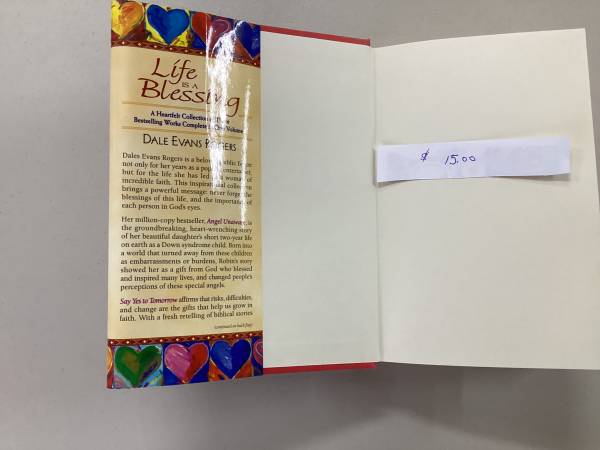 Life
IS A
Blessing
A Heartfelt Collection of Three
Bestselling Works Complete in One Volume
DALE EVANS ROGERS
Dales Evans Rogers is a beloved public figure
not only for her years as a popular entertainer,
but for the life she has led as a woman of
incredible faith. This inspirational collection
brings a powerful message: never forget the
blessings of this life, and the importance of
each person in God's eyes.
Her million-copy bestseller, Angel Unaware, is
the groundbreaking, heart-wrenching story
of her beautiful daughter's short two-year life
on earth as a Down syndrome child. Born into
a world that turned away from these children
as embarrassments or burdens, Robin's story
showed her as a gift from God who blessed
and inspired many lives, and changed people's
perceptions of these special angels.
Say Yes to Tomorrow affirms that risks, difficulties,
and change are the gifts that help us grow in
faith. With a fresh retelling of biblical stories
(continued on back flap)
$ 15.00